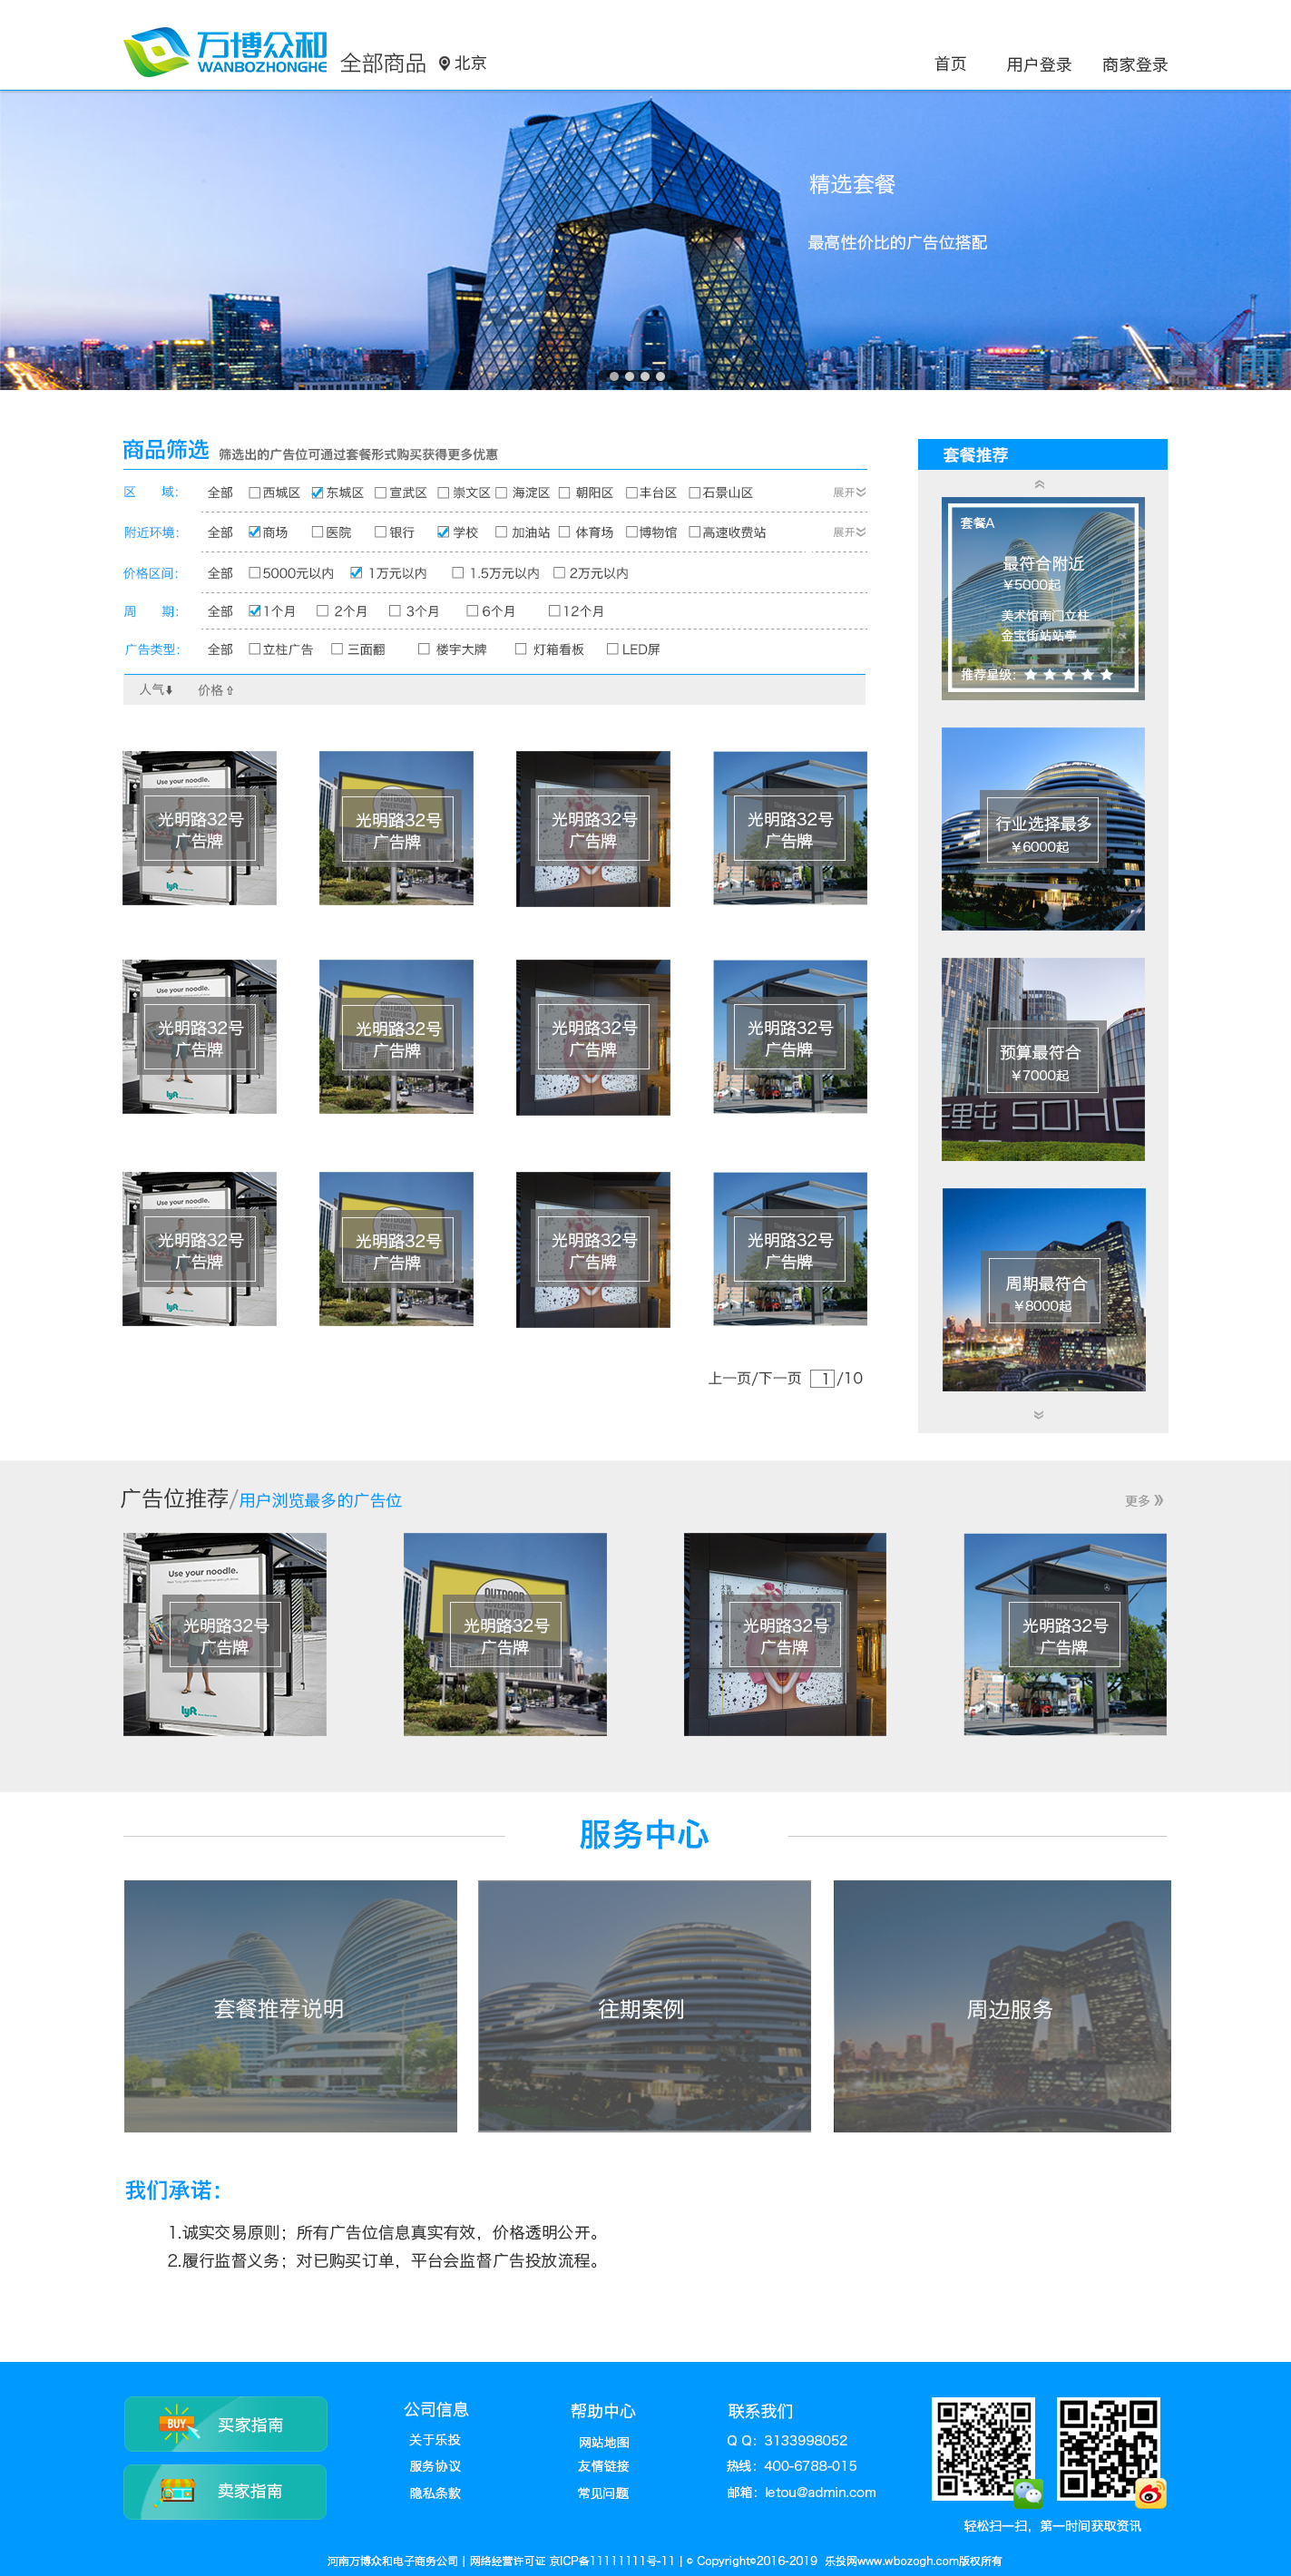 万博众和
WANBOZHONGHE
全部商品 北京
首页 用户登录 商家登录
精选套餐
最高性价比的广告位搭配
商品筛选 筛选出的广告位可通过套餐形式购买获得更多优惠
区 域： 全部 西城区 东城区 宣武区 崇文区 海淀区 朝阳区 丰台区 石景山区 展开
附近环境： 全部 商场 医院 银行 学校 加油站 体育场 博物馆 高速收费站 展开
价格区间： 全部 5000元以内 1万元以内 1.5万元以内 2万元以内
周 期： 全部 1个月 2个月 3个月 6个月 12个月
广告类型： 全部 立柱广告 三面翻 楼宇大牌 灯箱看板 LED屏
人气 价格
套餐推荐
套餐A
最符合附近
￥5000起
美术馆南门立柱
金宝街站站亭
推荐星级：
行业选择最多
￥6000起
预算最符合
￥7000起
里屯 SOHO
周期最符合
￥8000起
Use your noodle.
光明路32号
广告牌
lyft
OUTDOOR
ADVERTISING
光明路32号
广告牌
光明路32号
广告牌
光明路32号
广告牌
Use your noodle.
光明路32号
广告牌
lyft
OUTDOOR
ADVERTISING
光明路32号
广告牌
光明路32号
广告牌
光明路32号
广告牌
Use your noodle.
光明路32号
广告牌
lyft
OUTDOOR
ADVERTISING
光明路32号
广告牌
光明路32号
广告牌
光明路32号
广告牌
上一页/下一页 1 /10
广告位推荐/用户浏览最多的广告位 更多
Use your noodle.
光明路32号
广告牌
lyft
OUTDOOR
ADVERTISING
MOCK UP
光明路32号
广告牌
28
光明路32号
广告牌
光明路32号
广告牌
服务中心
套餐推荐说明
往期案例
周边服务
我们承诺：
1.诚实交易原则；所有广告位信息真实有效，价格透明公开。
2.履行监督义务；对已购买订单，平台会监督广告投放流程。
BUY 买家指南
卖家指南
公司信息
关于乐投
服务协议
隐私条款
帮助中心
网站地图
友情链接
常见问题
联系我们
Q Q：3133998052
热线：400-6788-015
邮箱：letou@admin.com
轻松扫一扫，第一时间获取资讯
河南万博众和电子商务公司 | 网络经营许可证 京ICP备11111111号-11 | © Copyright©2016-2019 乐投网www.wbozogh.com版权所有